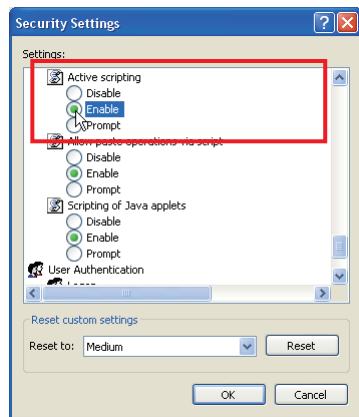 Security Settings
Settings:
Active scripting
Disable
Enable
Prompt
Allow paste operations via script
Disable
Enable
Prompt
Scripting of Java applets
Disable
Enable
Prompt
User Authentication
Logon
Reset custom settings
Reset to: Medium Reset
OK Cancel